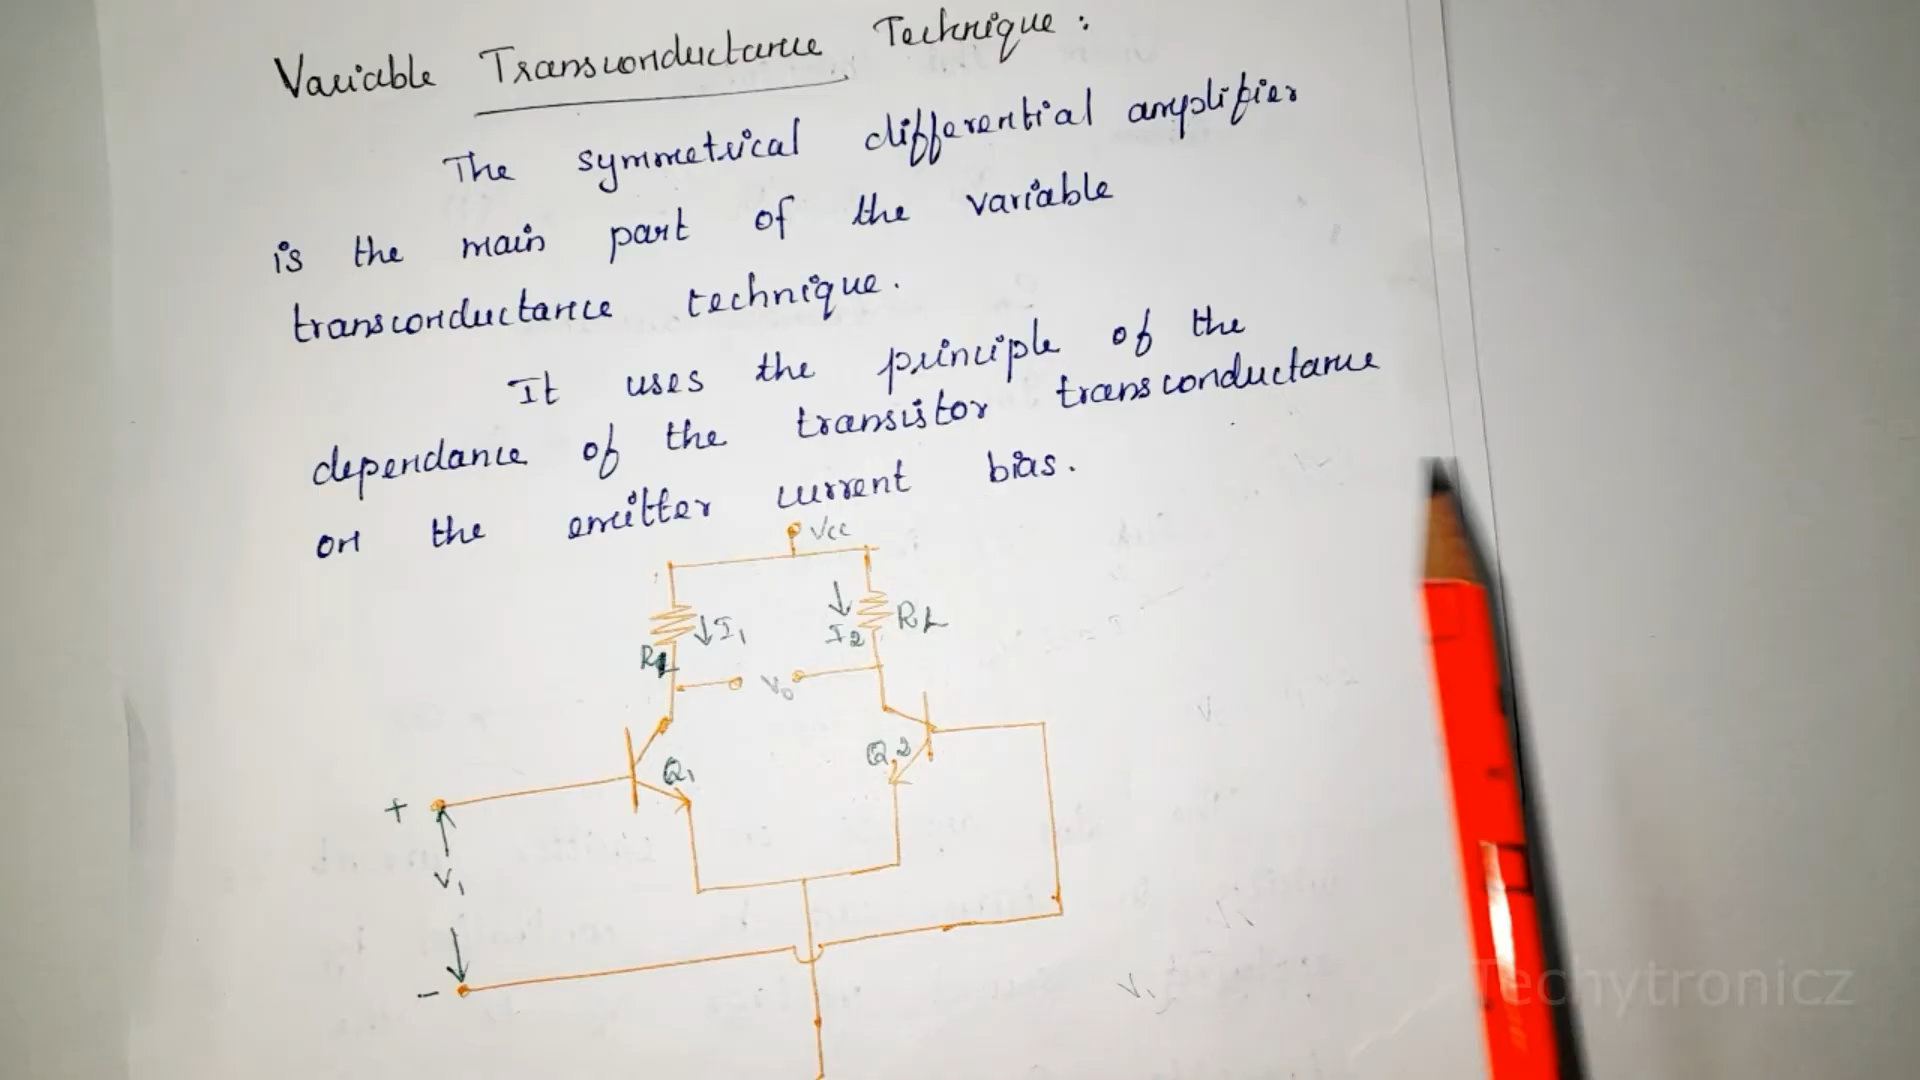 Variable Transconductance Technique :
The symmetrical differential amplifier
is the main part of the variable
transconductance technique.
It uses the principle of the
dependance of the transistor transconductance
on the emitter current bias.
Vcc
↓I1 ↓ I2 RL
RL
V0
Q1 Q2
+
V1
-
Techytronicz